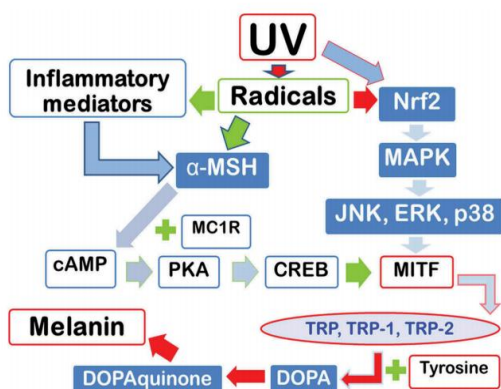 UV
Inflammatory
mediators
Radicals
Nrf2
α-MSH
MAPK
MC1R
JNK, ERK, p38
cAMP
PKA
CREB
MITF
TRP, TRP-1, TRP-2
Melanin
DOPAquinone
DOPA
Tyrosine